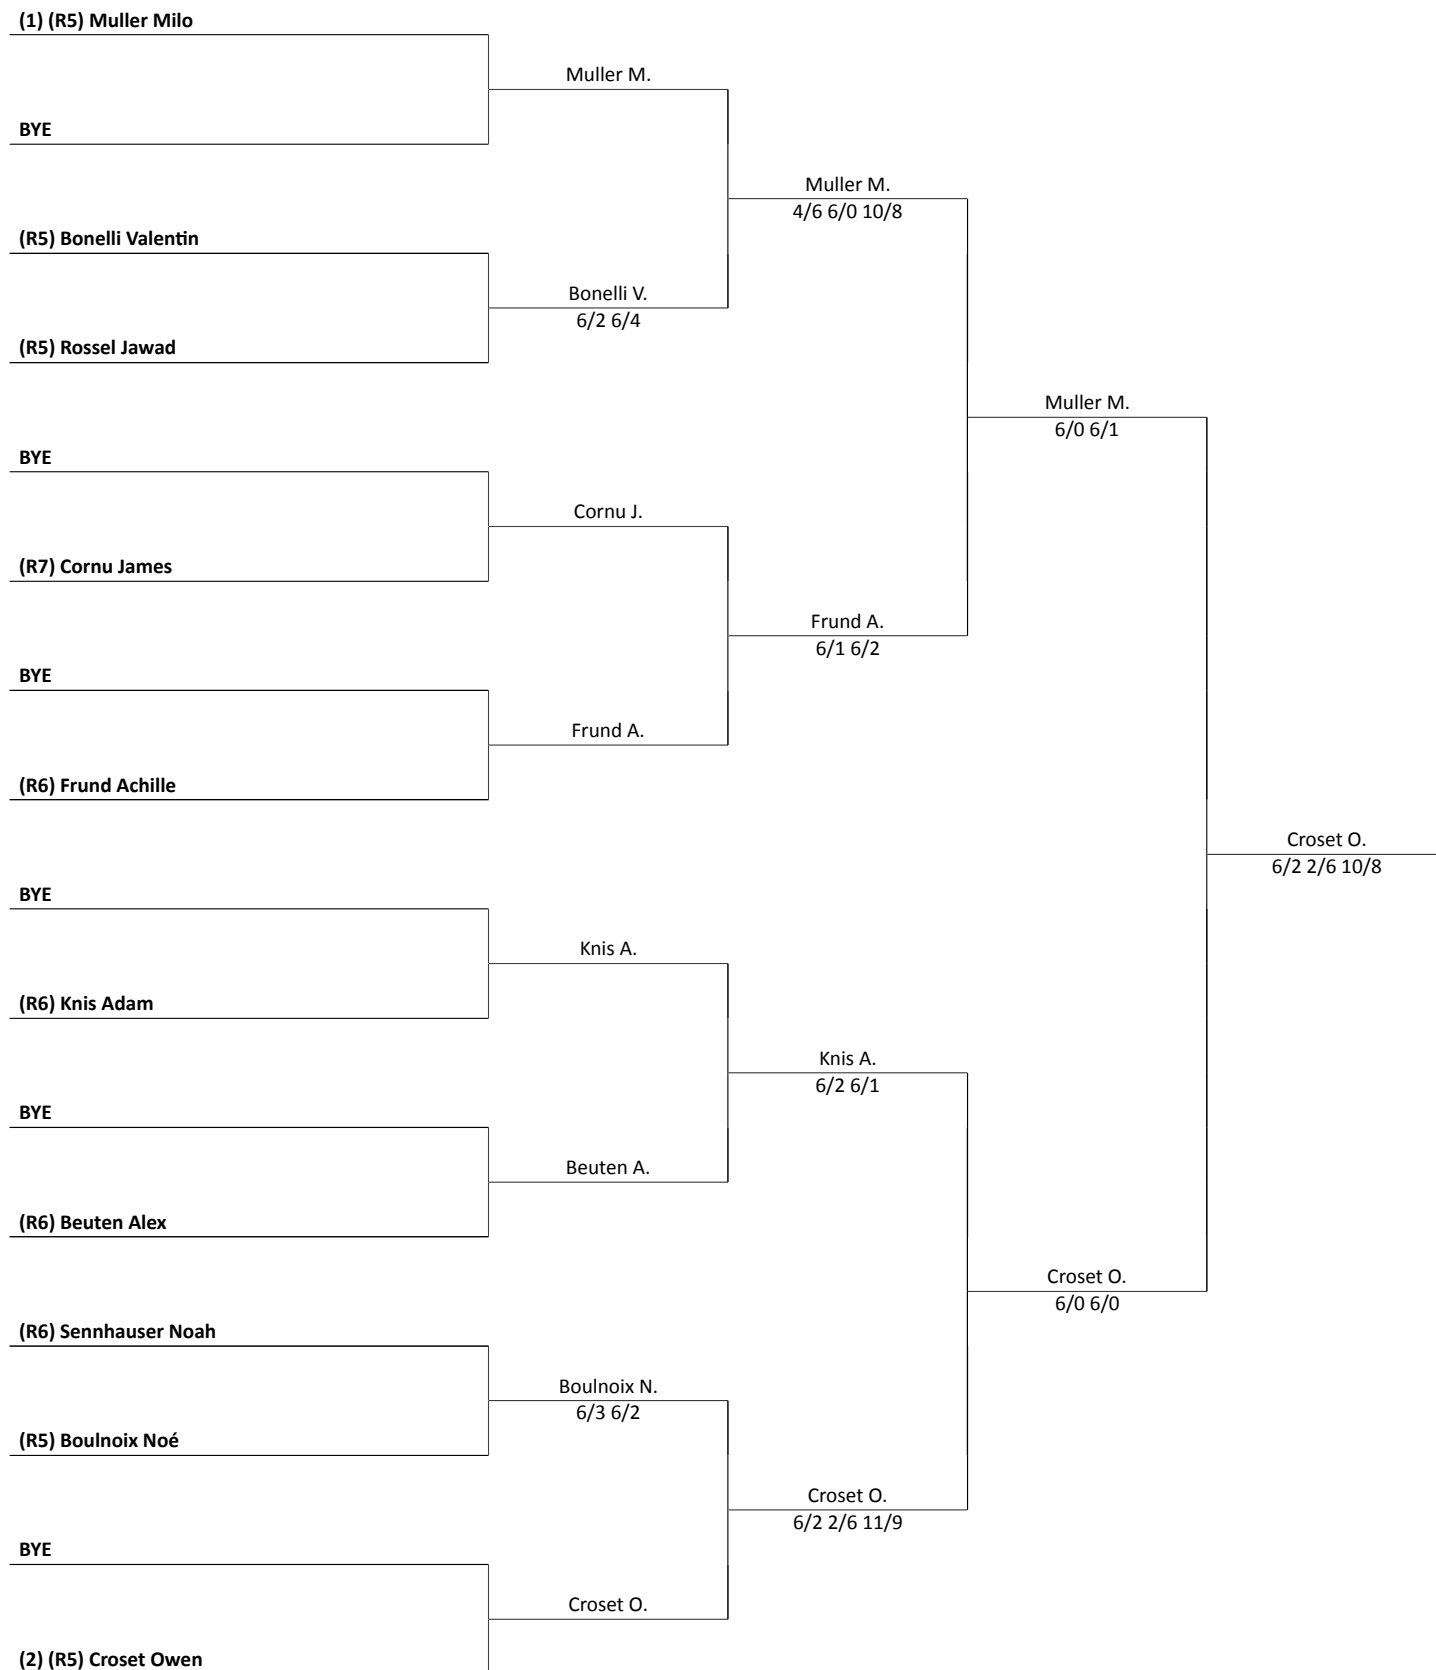 (1) (R5) Muller Milo
Muller M.
BYE
Muller M.
4/6 6/0 10/8
(R5) Bonelli Valentin
Bonelli V.
6/2 6/4
(R5) Rossel Jawad
Muller M.
6/0 6/1
BYE
Cornu J.
(R7) Cornu James
Frund A.
6/1 6/2
BYE
Frund A.
(R6) Frund Achille
Croset O.
6/2 2/6 10/8
BYE
Knis A.
(R6) Knis Adam
Knis A.
6/2 6/1
BYE
Beuten A.
(R6) Beuten Alex
Croset O.
6/0 6/0
(R6) Sennhauser Noah
Boulnoix N.
6/3 6/2
(R5) Boulnoix Noé
Croset O.
6/2 2/6 11/9
BYE
Croset O.
(2) (R5) Croset Owen